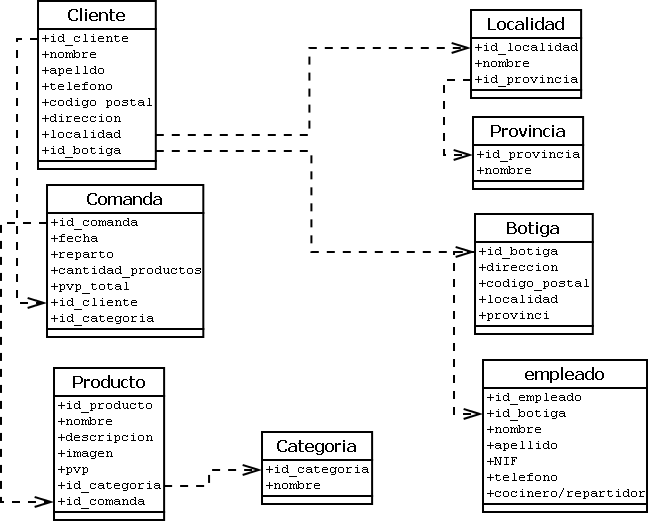 Cliente
+id_cliente
+nombre
+apelldo
+telefono
+codigo postal
+direccion
+localidad
+id_botiga
Localidad
+id_localidad
+nombre
+id_provincia
Provincia
+id_provincia
+nombre
Comanda
+id_comanda
+fecha
+reparto
+cantidad_productos
+pvp_total
+id_cliente
+id_categoria
Botiga
+id_botiga
+direccion
+codigo_postal
+localidad
+provinci
Producto
+id_producto
+nombre
+descripcion
+imagen
+pvp
+id_categoria
+id_comanda
Categoria
+id_categoria
+nombre
empleado
+id_empleado
+id_botiga
+nombre
+apellido
+NIF
+telefono
+cocinero/repartidor